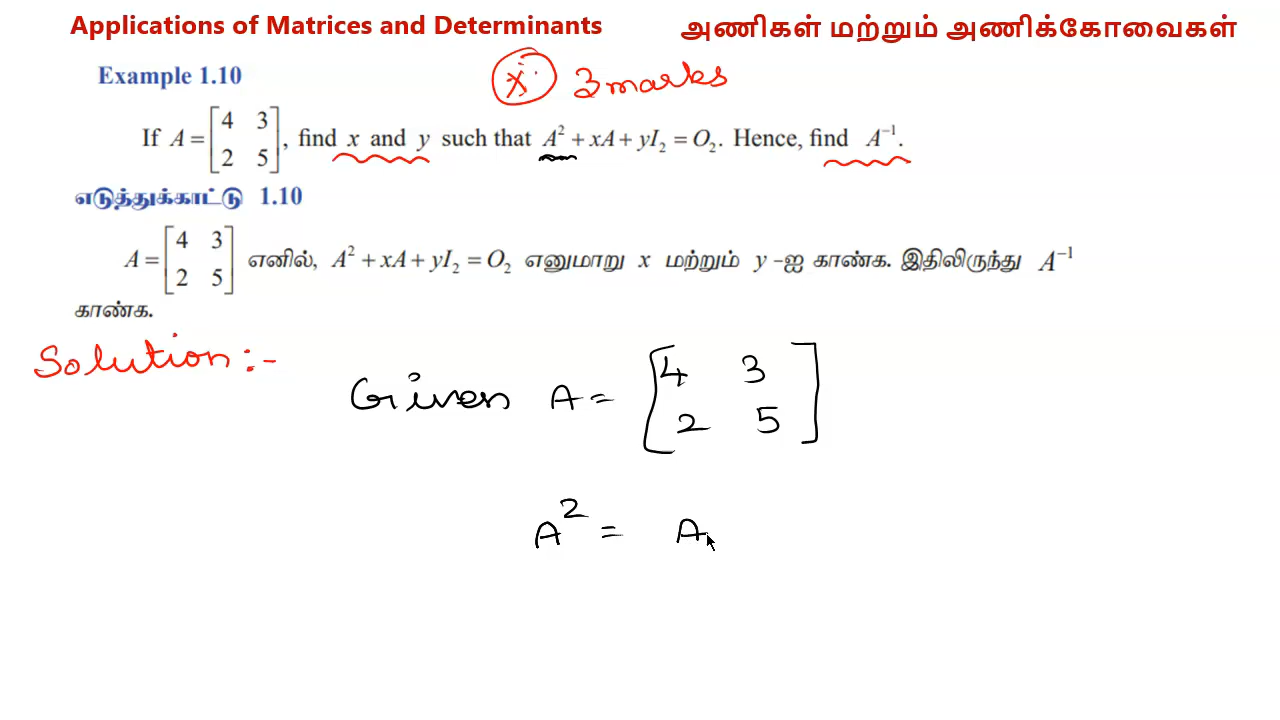 Applications of Matrices and Determinants அணிகள் மற்றும் அணிக்கோவைகள்
Example 1.10 X 3 marks
If A = [4 3; 2 5], find x and y such that A² + xA + yI₂ = O₂. Hence, find A⁻¹.
எடுத்துக்காட்டு 1.10
A = [4 3; 2 5] எனில், A² + xA + yI₂ = O₂ எனுமாறு x மற்றும் y -ஐ காண்க. இதிலிருந்து A⁻¹
காண்க.
Solution :-
Given A = [4 3; 2 5]
A² = A